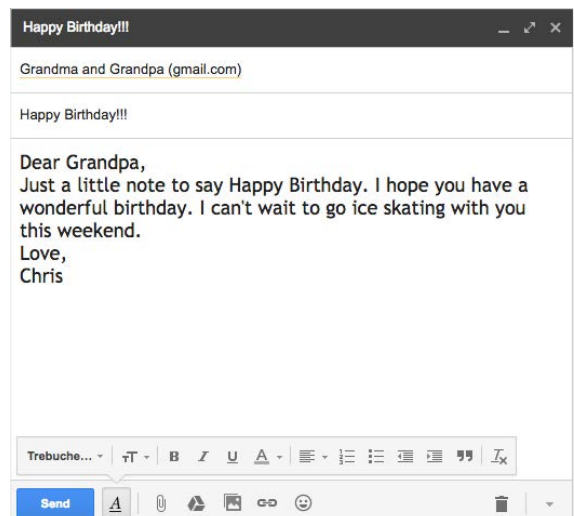 Happy Birthday!!!
Grandma and Grandpa (gmail.com)
Happy Birthday!!!
Dear Grandpa,
Just a little note to say Happy Birthday. I hope you have a
wonderful birthday. I can't wait to go ice skating with you
this weekend.
Love,
Chris
Trebuche... TT B I U A
Send A